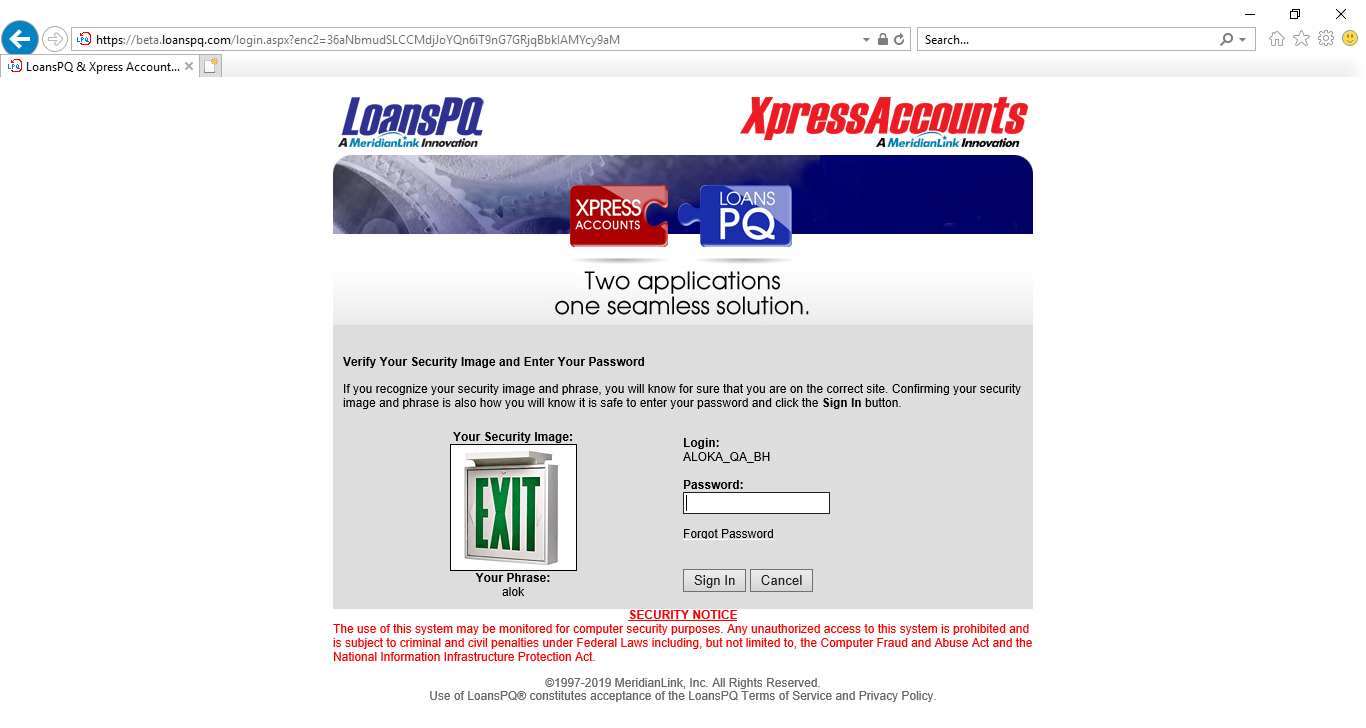 https://beta.loanspq.com/login.aspx?enc2=36aNbmudSLCCMdjJoYQn6iT9nG7GRjqBbklAMYcy9aM
Search...
LPQ LoansPQ & Xpress Account...
LoansPQ
A MeridianLink Innovation
XpressAccounts
A MeridianLink Innovation
XPRESS
ACCOUNTS
LOANS
PQ
Two applications
one seamless solution.
Verify Your Security Image and Enter Your Password
If you recognize your security image and phrase, you will know for sure that you are on the correct site. Confirming your security
image and phrase is also how you will know it is safe to enter your password and click the Sign In button.
Your Security Image:
EXIT
Your Phrase:
alok
Login:
ALOKA_QA_BH
Password:
Forgot Password
Sign In
Cancel
SECURITY NOTICE
The use of this system may be monitored for computer security purposes. Any unauthorized access to this system is prohibited and
is subject to criminal and civil penalties under Federal Laws including, but not limited to, the Computer Fraud and Abuse Act and the
National Information Infrastructure Protection Act.
©1997-2019 MeridianLink, Inc. All Rights Reserved.
Use of LoansPQ® constitutes acceptance of the LoansPQ Terms of Service and Privacy Policy.